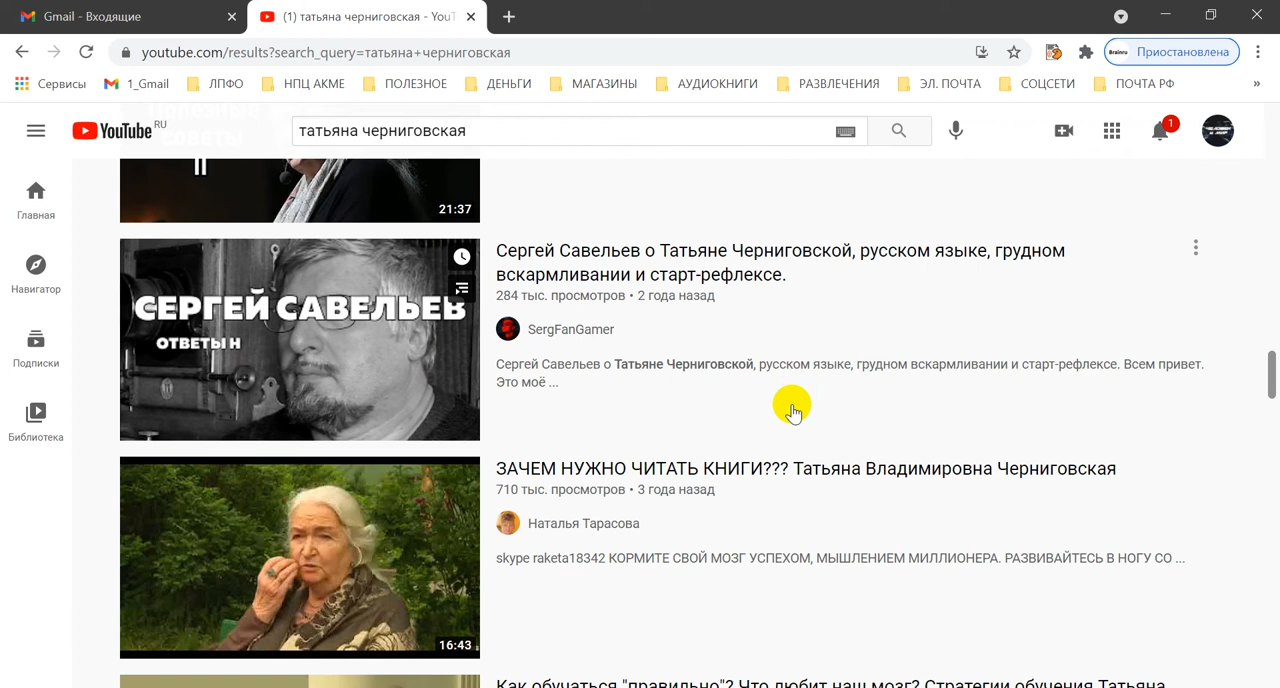 Gmail - Входящие
(1) татьяна черниговская - YouT
youtube.com/results?search_query=татьяна+черниговская
Brainru Приостановлена
Сервисы 1_Gmail ЛПФО НПЦ АКМЕ ПОЛЕЗНОЕ ДЕНЬГИ МАГАЗИНЫ АУДИОКНИГИ РАЗВЛЕЧЕНИЯ ЭЛ. ПОЧТА СОЦСЕТИ ПОЧТА РФ »
YouTube RU
татьяна черниговская
1
Главная
Навигатор
Подписки
Библиотека
21:37
СЕРГЕЙ САВЕЛЬЕВ
ОТВЕТЫ Н
Сергей Савельев о Татьяне Черниговской, русском языке, грудном
вскармливании и старт-рефлексе.
284 тыс. просмотров • 2 года назад
SergFanGamer
Сергей Савельев о Татьяне Черниговской, русском языке, грудном вскармливании и старт-рефлексе. Всем привет.
Это моё ...
16:43
ЗАЧЕМ НУЖНО ЧИТАТЬ КНИГИ??? Татьяна Владимировна Черниговская
710 тыс. просмотров • 3 года назад
Наталья Тарасова
skype raketa18342 КОРМИТЕ СВОЙ МОЗГ УСПЕХОМ, МЫШЛЕНИЕМ МИЛЛИОНЕРА. РАЗВИВАЙТЕСЬ В НОГУ СО ...
Как обучаться "правильно"? Что любит наш мозг? Стратегии обучения Татьяна